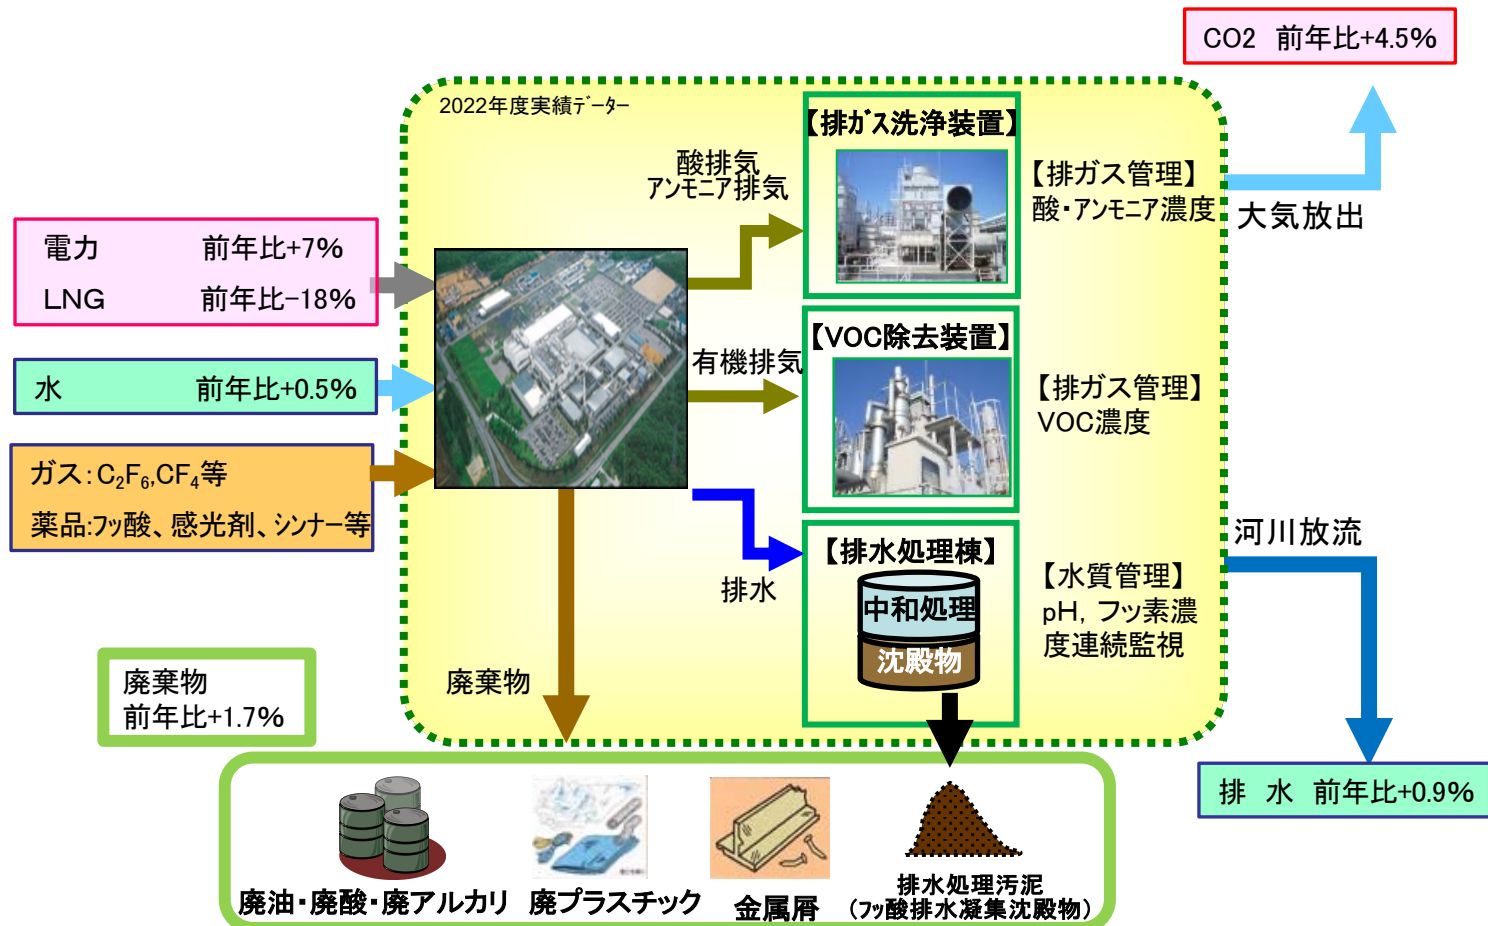 CO2 前年比+4.5%
2022年度実績ﾃﾞｰﾀｰ
【排ｶﾞｽ洗浄装置】
酸排気
ｱﾝﾓﾆｱ排気
【排ガス管理】
酸・アンモニア濃度
大気放出
電力 前年比+7%
LNG 前年比-18%
【VOC除去装置】
有機排気
水 前年比+0.5%
【排ガス管理】
VOC濃度
ガス：C₂F₆,CF₄等
薬品:ﾌｯ酸、感光剤、シンナー等
河川放流
【排水処理棟】
排水
中和処理
沈殿物
【水質管理】
pH, フッ素濃
度連続監視
廃棄物
廃棄物
前年比+1.7%
排 水 前年比+0.9%
廃油・廃酸・廃アルカリ
廃プラスチック
金属屑
排水処理汚泥
(ﾌｯ酸排水凝集沈殿物)